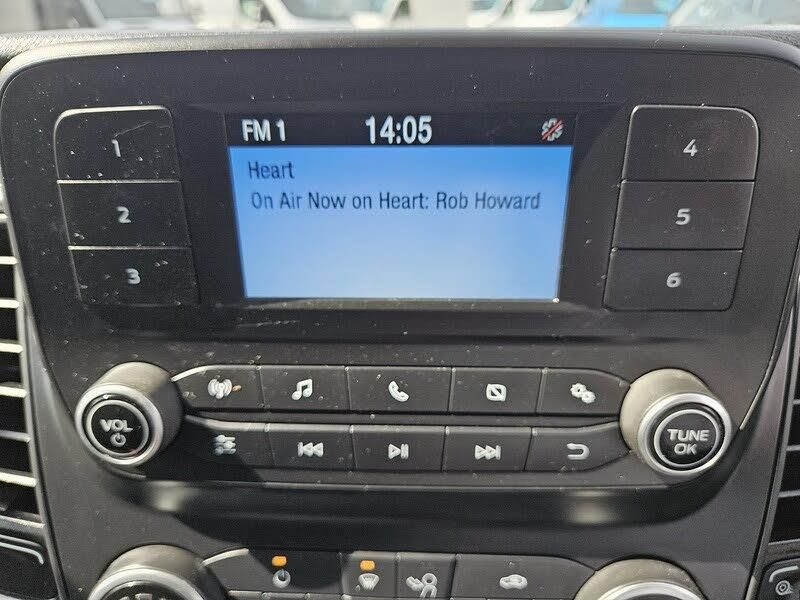 FM 1 14:05
Heart
On Air Now on Heart: Rob Howard
1
2
3
4
5
6
VOL
TUNE
OK